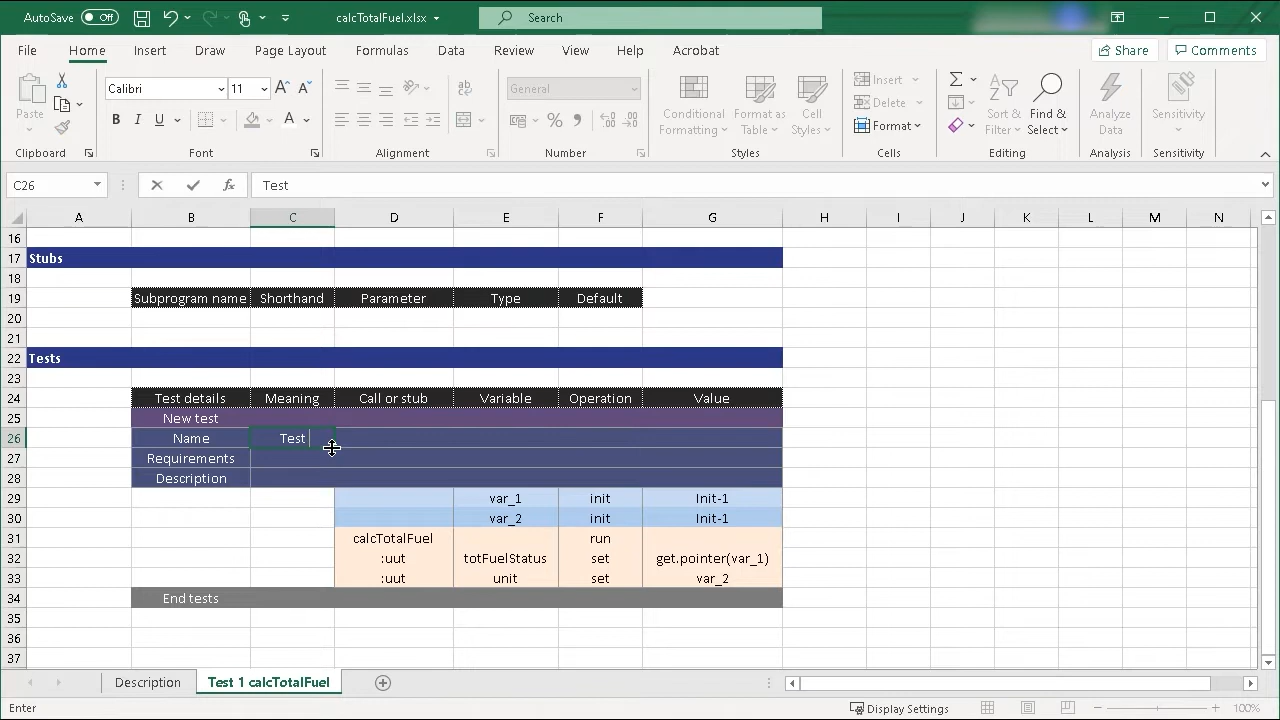 AutoSave Off calcTotalFuel.xlsx Search
File Home Insert Draw Page Layout Formulas Data Review View Help Acrobat Share Comments
Paste Calibri 11 General Conditional Formatting Format as Table Cell Styles Insert Delete Format Sort & Filter Find & Select Analyze Data Sensitivity
Clipboard Font Alignment Number Styles Cells Editing Analysis Sensitivity
C26 fx Test
A B C D E F G H I J K L M N
16
17 Stubs
18
19 Subprogram name Shorthand Parameter Type Default
20
21
22 Tests
23
24 Test details Meaning Call or stub Variable Operation Value
25 New test
26 Name Test
27 Requirements
28 Description
29 var_1 init Init-1
30 var_2 init Init-1
31 calcTotalFuel run
32 :uut totFuelStatus set get.pointer(var_1)
33 :uut unit set var_2
34 End tests
35
36
37
Description Test 1 calcTotalFuel
Enter Display Settings 100%